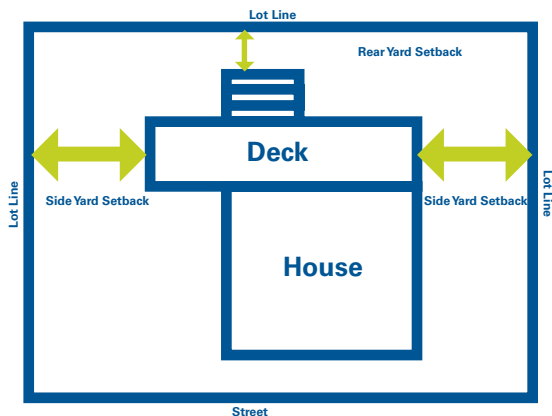 Lot Line
Rear Yard Setback
Deck
Side Yard Setback
Side Yard Setback
Lot Line
Lot Line
House
Street